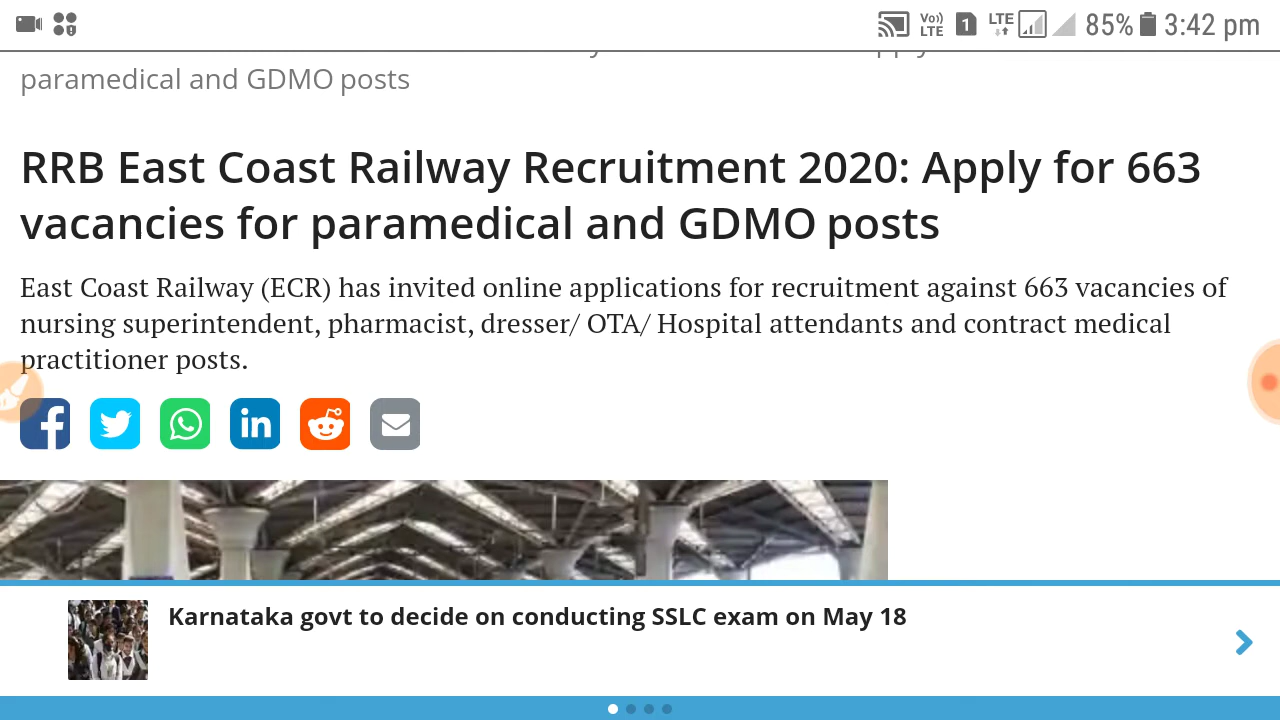 Vo)) LTE 1 LTE 85% 3:42 pm
paramedical and GDMO posts
RRB East Coast Railway Recruitment 2020: Apply for 663
vacancies for paramedical and GDMO posts
East Coast Railway (ECR) has invited online applications for recruitment against 663 vacancies of
nursing superintendent, pharmacist, dresser/ OTA/ Hospital attendants and contract medical
practitioner posts.
Karnataka govt to decide on conducting SSLC exam on May 18